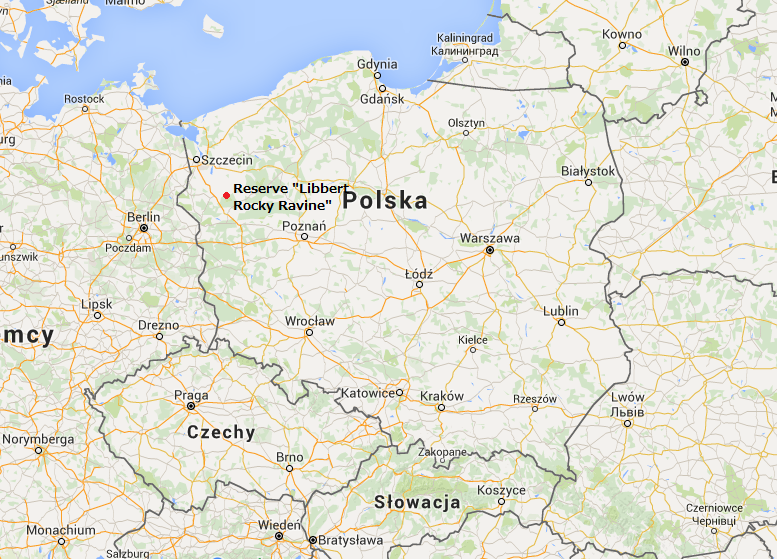 Malmö
Kaliningrad
Калининград
Kowno
Wilno
Gdynia
Gdańsk
Rostock
Olsztyn
Szczecin
Białystok
Reserve "Libbert
Rocky Ravine"
Polska
Berlin
Poczdam
Poznań
Warszawa
unszwik
Łódź
Lipsk
Drezno
Wrocław
Lublin
mcy
Kielce
Praga
Katowice
Kraków
Rzeszów
Lwów
Львів
Czechy
Norymberga
Brno
Zakopane
Słowacja
Koszyce
Czerniowce
Чернівці
Monachium
Wiedeń
Bratysława
Salzburg